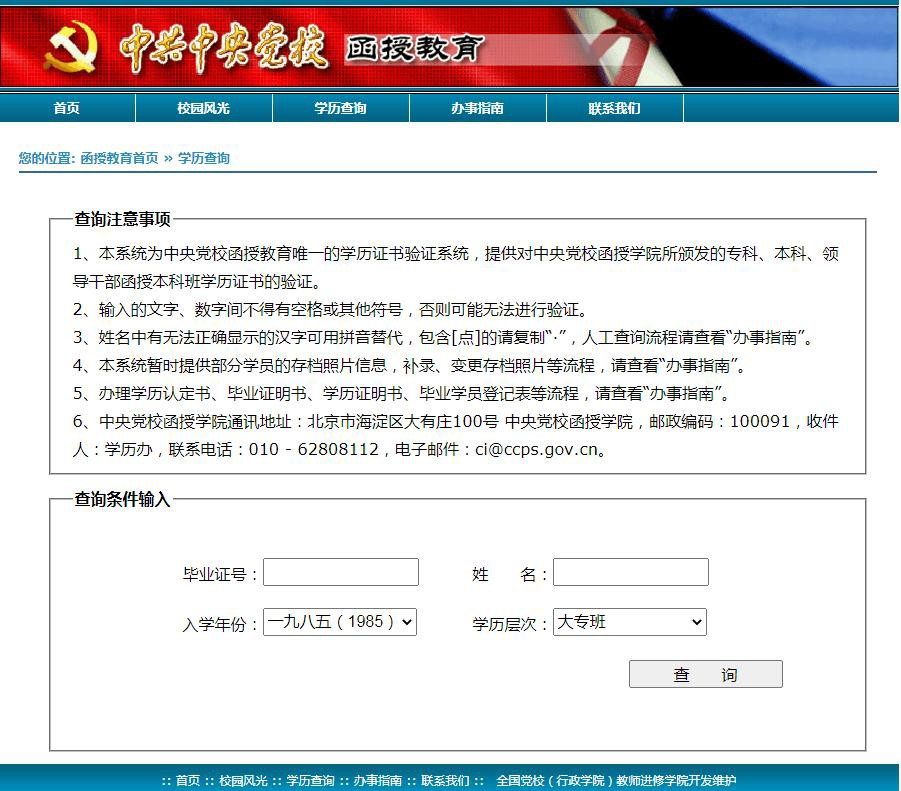 中共中央党校 函授教育
首页 校园风光 学历查询 办事指南 联系我们
您的位置: 函授教育首页 » 学历查询
查询注意事项
1、本系统为中央党校函授教育唯一的学历证书验证系统，提供对中央党校函授学院所颁发的专科、本科、领
导干部函授本科班学历证书的验证。
2、输入的文字、数字间不得有空格或其他符号，否则可能无法进行验证。
3、姓名中有无法正确显示的汉字可用拼音替代，包含[点]的请复制“·”，人工查询流程请查看“办事指南”。
4、本系统暂时提供部分学员的存档照片信息，补录、变更存档照片等流程，请查看“办事指南”。
5、办理学历认定书、毕业证明书、学历证明书、毕业学员登记表等流程，请查看“办事指南”。
6、中央党校函授学院通讯地址：北京市海淀区大有庄100号 中央党校函授学院，邮政编码：100091，收件
人：学历办，联系电话：010 - 62808112，电子邮件：ci@ccps.gov.cn。
查询条件输入
毕业证号： 姓 名：
入学年份： 一九八五（1985） 学历层次： 大专班
查 询
:: 首页 :: 校园风光 :: 学历查询 :: 办事指南 :: 联系我们 :: 全国党校（行政学院）教师进修学院开发维护